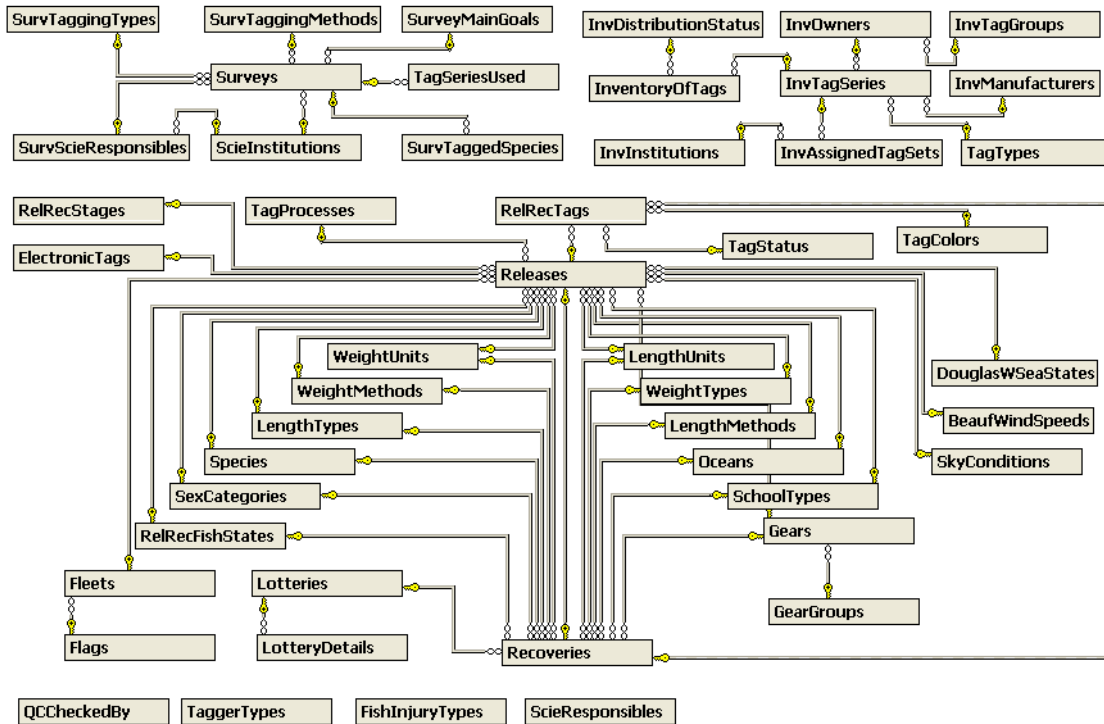 SurvTaggingTypes
SurvTaggingMethods
SurveyMainGoals
InvDistributionStatus
InvOwners
InvTagGroups
Surveys
TagSeriesUsed
InventoryOfTags
InvTagSeries
InvManufacturers
SurvScieResponsibles
ScieInstitutions
SurvTaggedSpecies
InvInstitutions
InvAssignedTagSets
TagTypes
RelRecStages
TagProcesses
RelRecTags
TagColors
ElectronicTags
TagStatus
Releases
WeightUnits
LengthUnits
DouglasWSeaStates
WeightMethods
WeightTypes
BeaufWindSpeeds
LengthTypes
LengthMethods
Species
Oceans
SkyConditions
SexCategories
SchoolTypes
RelRecFishStates
Gears
Fleets
Lotteries
GearGroups
Flags
LotteryDetails
Recoveries
QCCheckedBy
TaggerTypes
FishInjuryTypes
ScieResponsibles